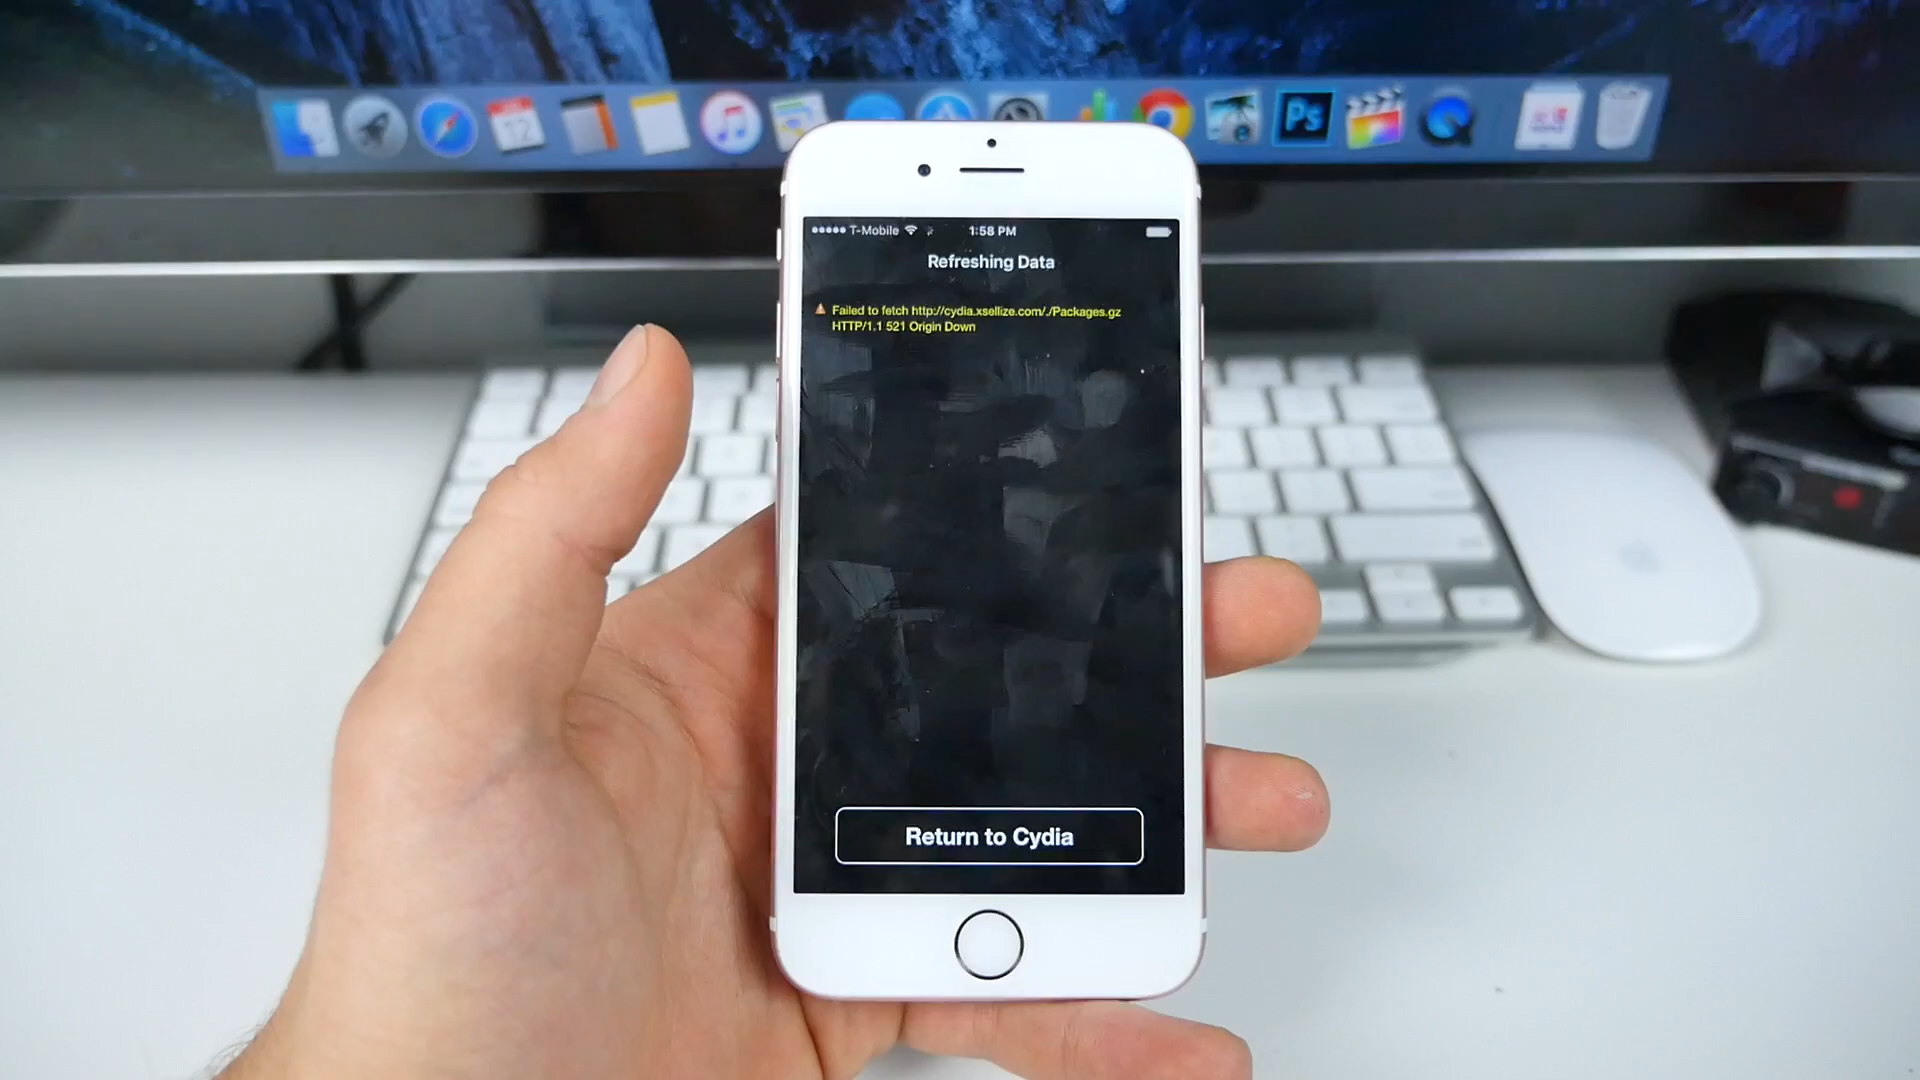 12
Ps
T-Mobile 1:58 PM
Refreshing Data
Failed to fetch http://cydia.xsellize.com/./Packages.gz
HTTP/1.1 521 Origin Down
Return to Cydia